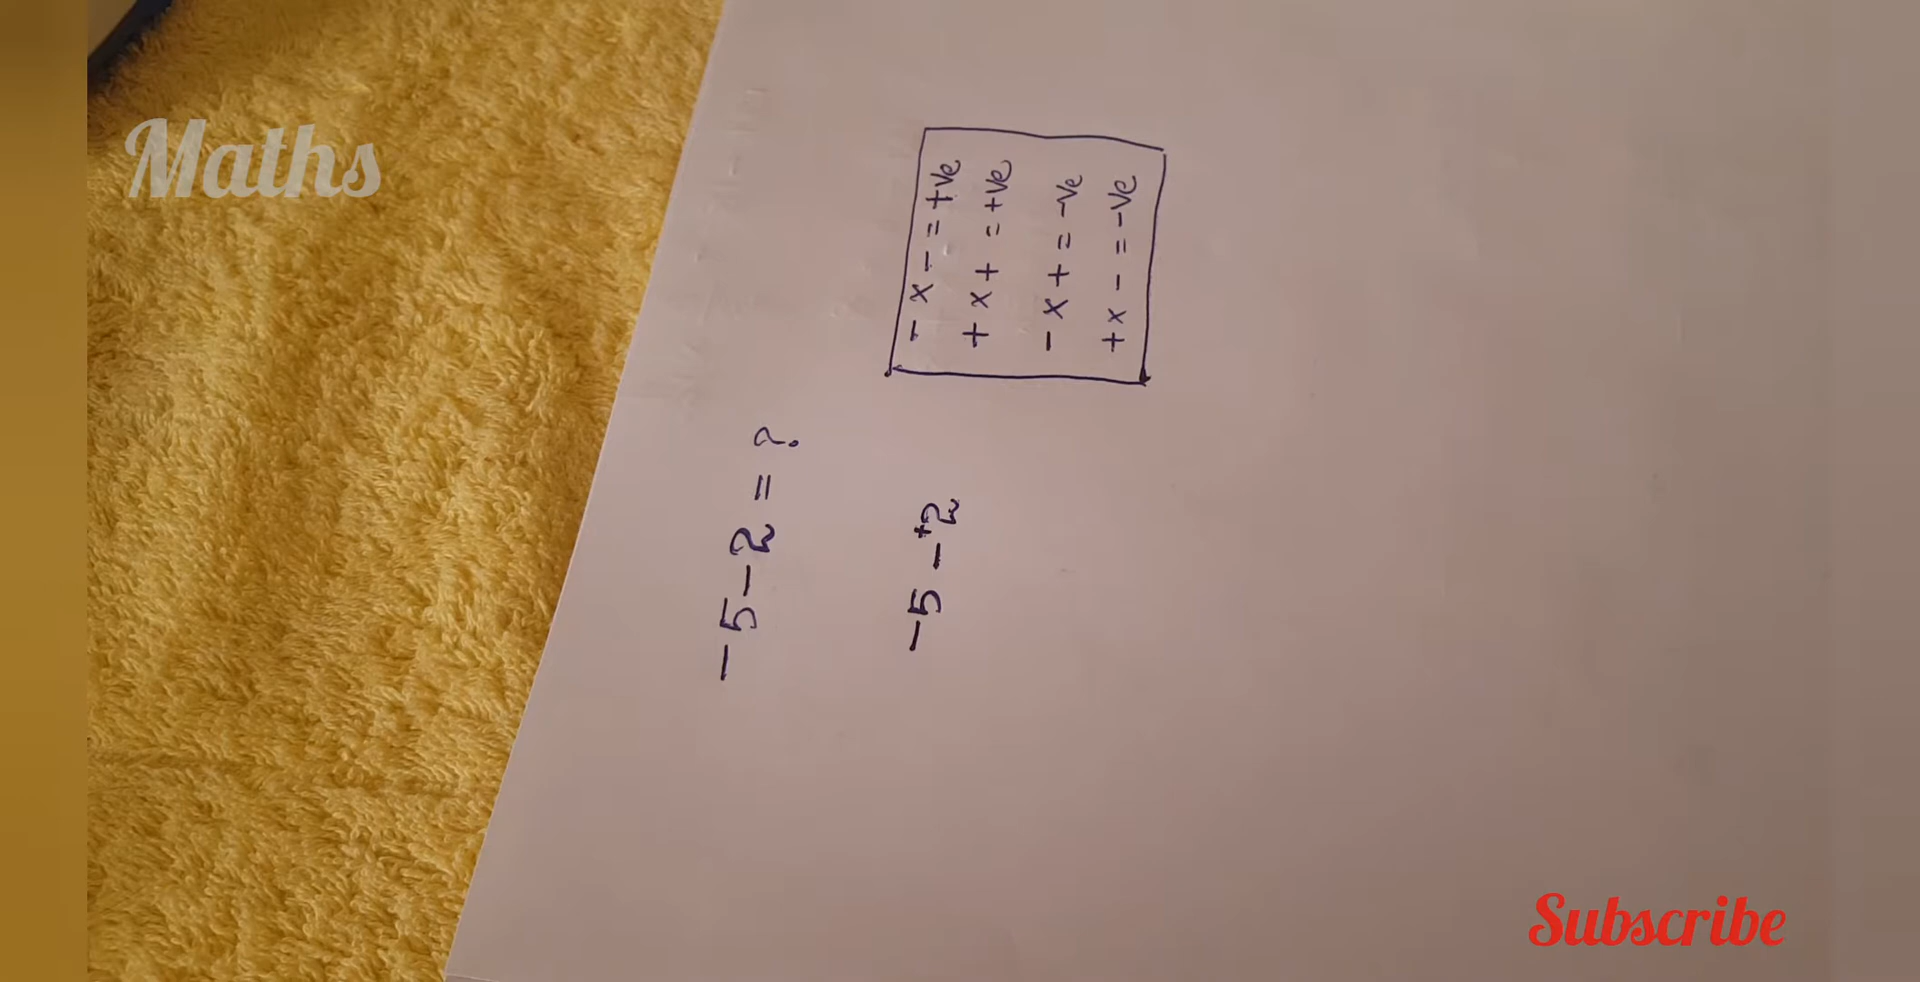 Maths
- x - = +ve
+ x + = +ve
- x + = -ve
+ x - = -ve
-5-2 = ?
-5 -+2
Subscribe